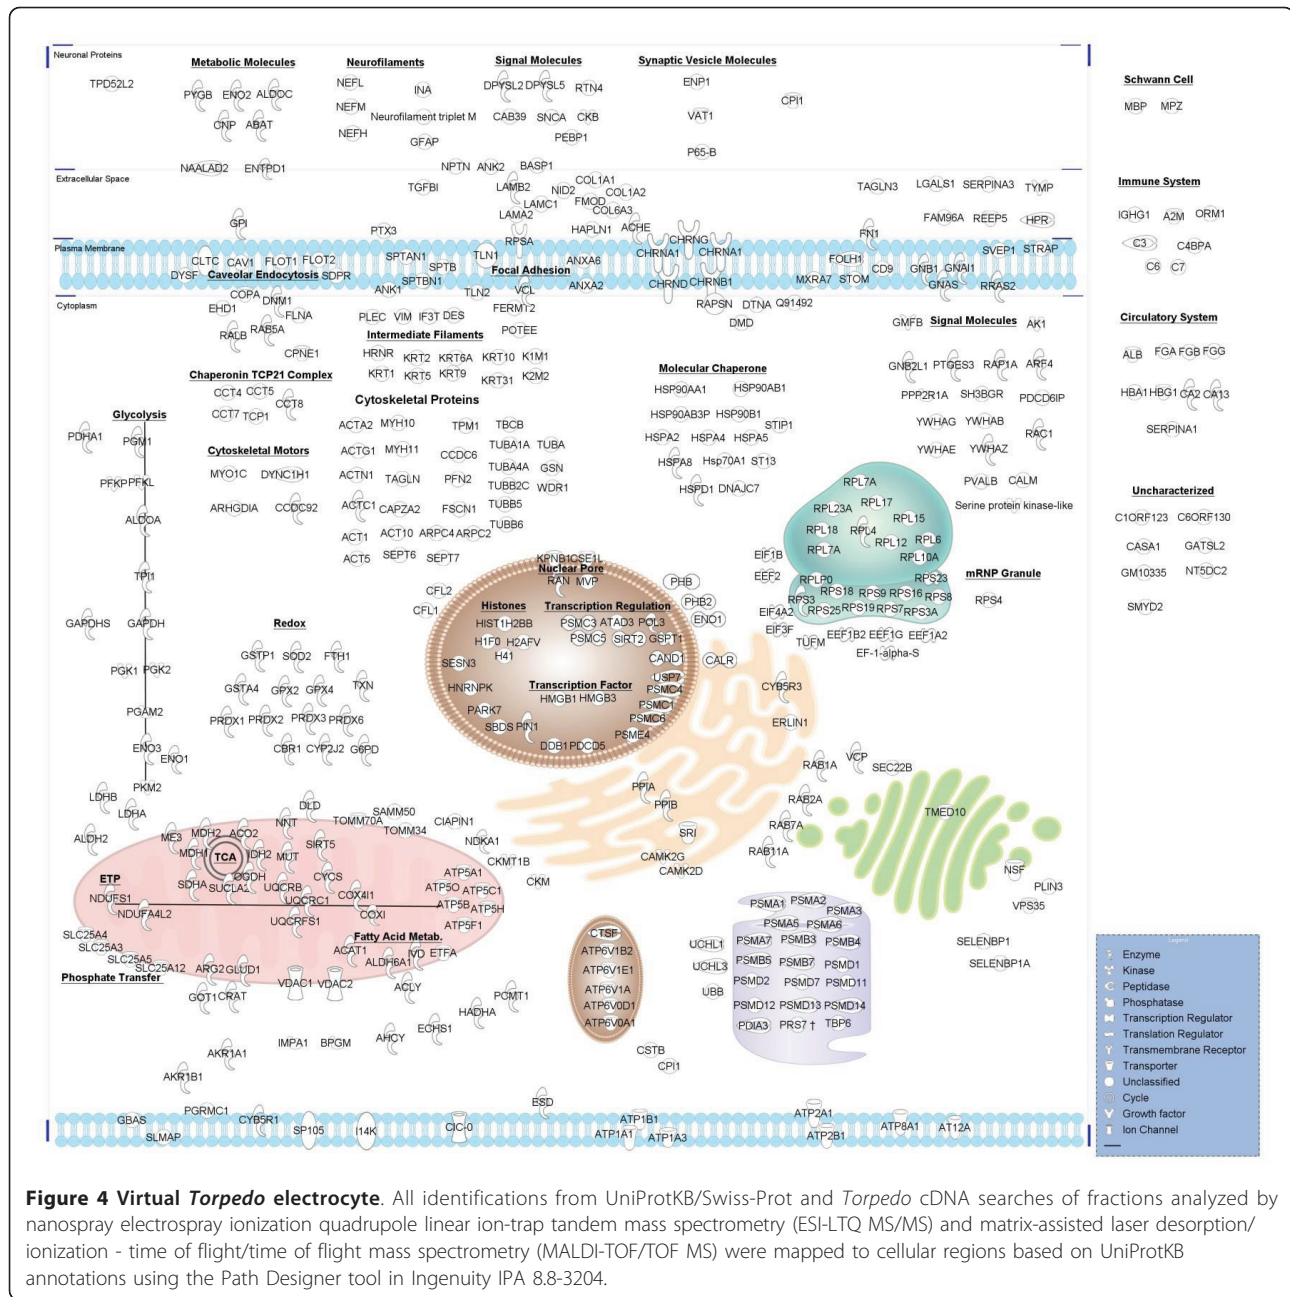 Neuronal Proteins
Metabolic Molecules
Neurofilaments
Signal Molecules
Synaptic Vesicle Molecules
TPD52L2
PYGB ENO2 ALDOC
CNP ABAT
NAALAD2 ENTPD1
NEFL INA
NEFM
Neurofilament triplet M
NEFH GFAP
DPYSL2 DPYSL5 RTN4
CAB39 SNCA CKB
PEBP1
NPTN ANK2 BASP1
ENP1
CPI1
VAT1
P65-B
Schwann Cell
MBP MPZ
Extracellular Space
GPI
TGFBI
PTX3
LAMB2 NID2 COL1A1
COL1A2
LAMC1 FMOD
COL6A3
LAMA2 HAPLN1 ACHE
TAGLN3 LGALS1 SERPINA3 TYMP
FAM96A REEP5 HPR
FN1
Immune System
IGHG1 A2M ORM1
C3 C4BPA
C6 C7
Plasma Membrane
CLTC CAV1 FLOT1 FLOT2
DYSF Caveolar Endocytosis SDPR
SPTAN1 SPTB
SPTBN1
ANK1
RPSA
TLN1
Focal Adhesion
TLN2 VCL
ANXA6
ANXA2
CHRNG
CHRNA1 CHRNA1
CHRND CHRNB1
FOLH1 CD9 GNB1 GNAI1
MXRA7 STOM GNAS RRAS2
SVEP1 STRAP
Cytoplasm
COPA DNM1
EHD1 FLNA
RALB RAB5A
CPNE1
PLEC VIM IF3T DES
FERMT2
POTEE
RAPSN DTNA Q91492
DMD
Intermediate Filaments
HRNR KRT2 KRT6A KRT10 K1M1
KRT1 KRT5 KRT9 KRT31 K2M2
GMFB Signal Molecules AK1
GNB2L1 PTGES3 RAP1A ARF4
PPP2R1A SH3BGR PDCD6IP
YWHAG YWHAB
RAC1
YWHAE YWHAZ
PVALB CALM
Serine protein kinase-like
Circulatory System
ALB FGA FGB FGG
HBA1 HBG1 CA2 CA13
SERPINA1
Chaperonin TCP21 Complex
CCT4 CCT5
CCT8
CCT7 TCP1
Cytoskeletal Motors
MYO1C DYNC1H1
ARHGDIA CCDC92
Cytoskeletal Proteins
ACTA2 MYH10 TPM1 TBCB
ACTG1 MYH11 CCDC6 TUBA1A TUBA
ACTN1 TAGLN PFN2 TUBA4A GSN
TUBB2C WDR1
ACTC1 CAPZA2 FSCN1 TUBB5
ACT1 ACT10 ARPC4 ARPC2 TUBB6
ACT5 SEPT6 SEPT7
Molecular Chaperone
HSP90AA1 HSP90AB1
HSP90AB3P HSP90B1
STIP1
HSPA2 HSPA4 HSPA5
HSPA8 Hsp70A1 ST13
HSPD1 DNAJC7
Uncharacterized
C1ORF123 C6ORF130
CASA1 GATSL2
GM10335 NT5DC2
SMYD2
Glycolysis
PDHA1 PGM1
PFKP PFKL
ALDOA
TPI1
GAPDHS GAPDH
PGK1 PGK2
PGAM2
ENO3
ENO1
PKM2
LDHB
LDHA
ALDH2
RPL7A
RPL23A RPL17
RPL15
RPL18 RPL4
RPL12 RPL6
RPL7A RPL10A
RPLP0 RPS23
RPS3 RPS18 RPS9 RPS16 RPS8
RPS25 RPS19 RPS7 RPS3A
mRNP Granule
RPS4
EIF1B
EEF2
EIF4A2
EIF3F
TUFM EEF1B2 EEF1G EEF1A2
EF-1-alpha-S
CFL2
CFL1
KPNB1 CSE1L
Nuclear Pore
RAN MVP
Histones
HIST1H2BB
H1F0 H2AFV
H41
Transcription Regulation
PSMC3 ATAD3 POL3
PSMC5 SIRT2 GSPT1
CAND1
USP7
PSMC4
PSMC1
PSMC6
PSME4
SESN3
HNRNPK
PARK7
SBDS PIN1
Transcription Factor
HMGB1 HMGB3
DDB1 PDCD5
PHB
PHB2
ENO1
CALR
CYB5R3
ERLIN1
Redox
GSTP1 SOD2 FTH1
GSTA4 GPX2 GPX4 TXN
PRDX1 PRDX2 PRDX3 PRDX6
CBR1 CYP2J2 G6PD
PPIA
PPIB
SRI
CAMK2G
CAMK2D
RAB1A VCP SEC22B
RAB2A
RAB7A
RAB11A
TMED10
NSF
PLIN3
VPS35
SELENBP1
SELENBP1A
DLD SAMM50
NNT TOMM70A
TOMM34
CIAPIN1
NDKA1
CKMT1B
CKM
ME3 MDH2 ACO2 SIRT5
MDH1 TCA IDH2 MUT
OGDH CYCS
SDHA SUCLA2 UQCRB COX4I1
UQCRC1
UQCRFS1 COXI
ETP
NDUFS1
NDUFA4L2
ATP5A1
ATP5O ATP5C1
ATP5B ATP5H
ATP5F1
Fatty Acid Metab.
ACAT1 IVD ETFA
ALDH6A1
SLC25A4
SLC25A3
SLC25A5
SLC25A12
Phosphate Transfer
ARG2 GLUD1
GOT1 CRAT
VDAC1 VDAC2
ACLY
PCMT1
HADHA
ECHS1
AHCY
IMPA1 BPGM
AKR1A1
AKR1B1
CTSF
ATP6V1B2
ATP6V1E1
ATP6V1A
ATP6V0D1
ATP6V0A1
CSTB
CPI1
UCHL1
UCHL3
UBB
PSMA1 PSMA2 PSMA3
PSMA5 PSMA6
PSMA7 PSMB3 PSMB4
PSMB5 PSMB7 PSMD1
PSMD2 PSMD7 PSMD11
PSMD12 PSMD13 PSMD14
PDIA3 PRS7 † TBP6
Legend
Enzyme
Kinase
Peptidase
Phosphatase
Transcription Regulator
Translation Regulator
Transmembrane Receptor
Transporter
Unclassified
Cycle
Growth factor
Ion Channel
GBAS PGRMC1 CYB5R1
SLMAP SP105 I14K ClC-0
ESD
ATP1B1
ATP1A1 ATP1A3
ATP2A1
ATP2B1
ATP8A1 AT12A
Figure 4 Virtual Torpedo electrocyte. All identifications from UniProtKB/Swiss-Prot and Torpedo cDNA searches of fractions analyzed by
nanospray electrospray ionization quadrupole linear ion-trap tandem mass spectrometry (ESI-LTQ MS/MS) and matrix-assisted laser desorption/
ionization - time of flight/time of flight mass spectrometry (MALDI-TOF/TOF MS) were mapped to cellular regions based on UniProtKB
annotations using the Path Designer tool in Ingenuity IPA 8.8-3204.